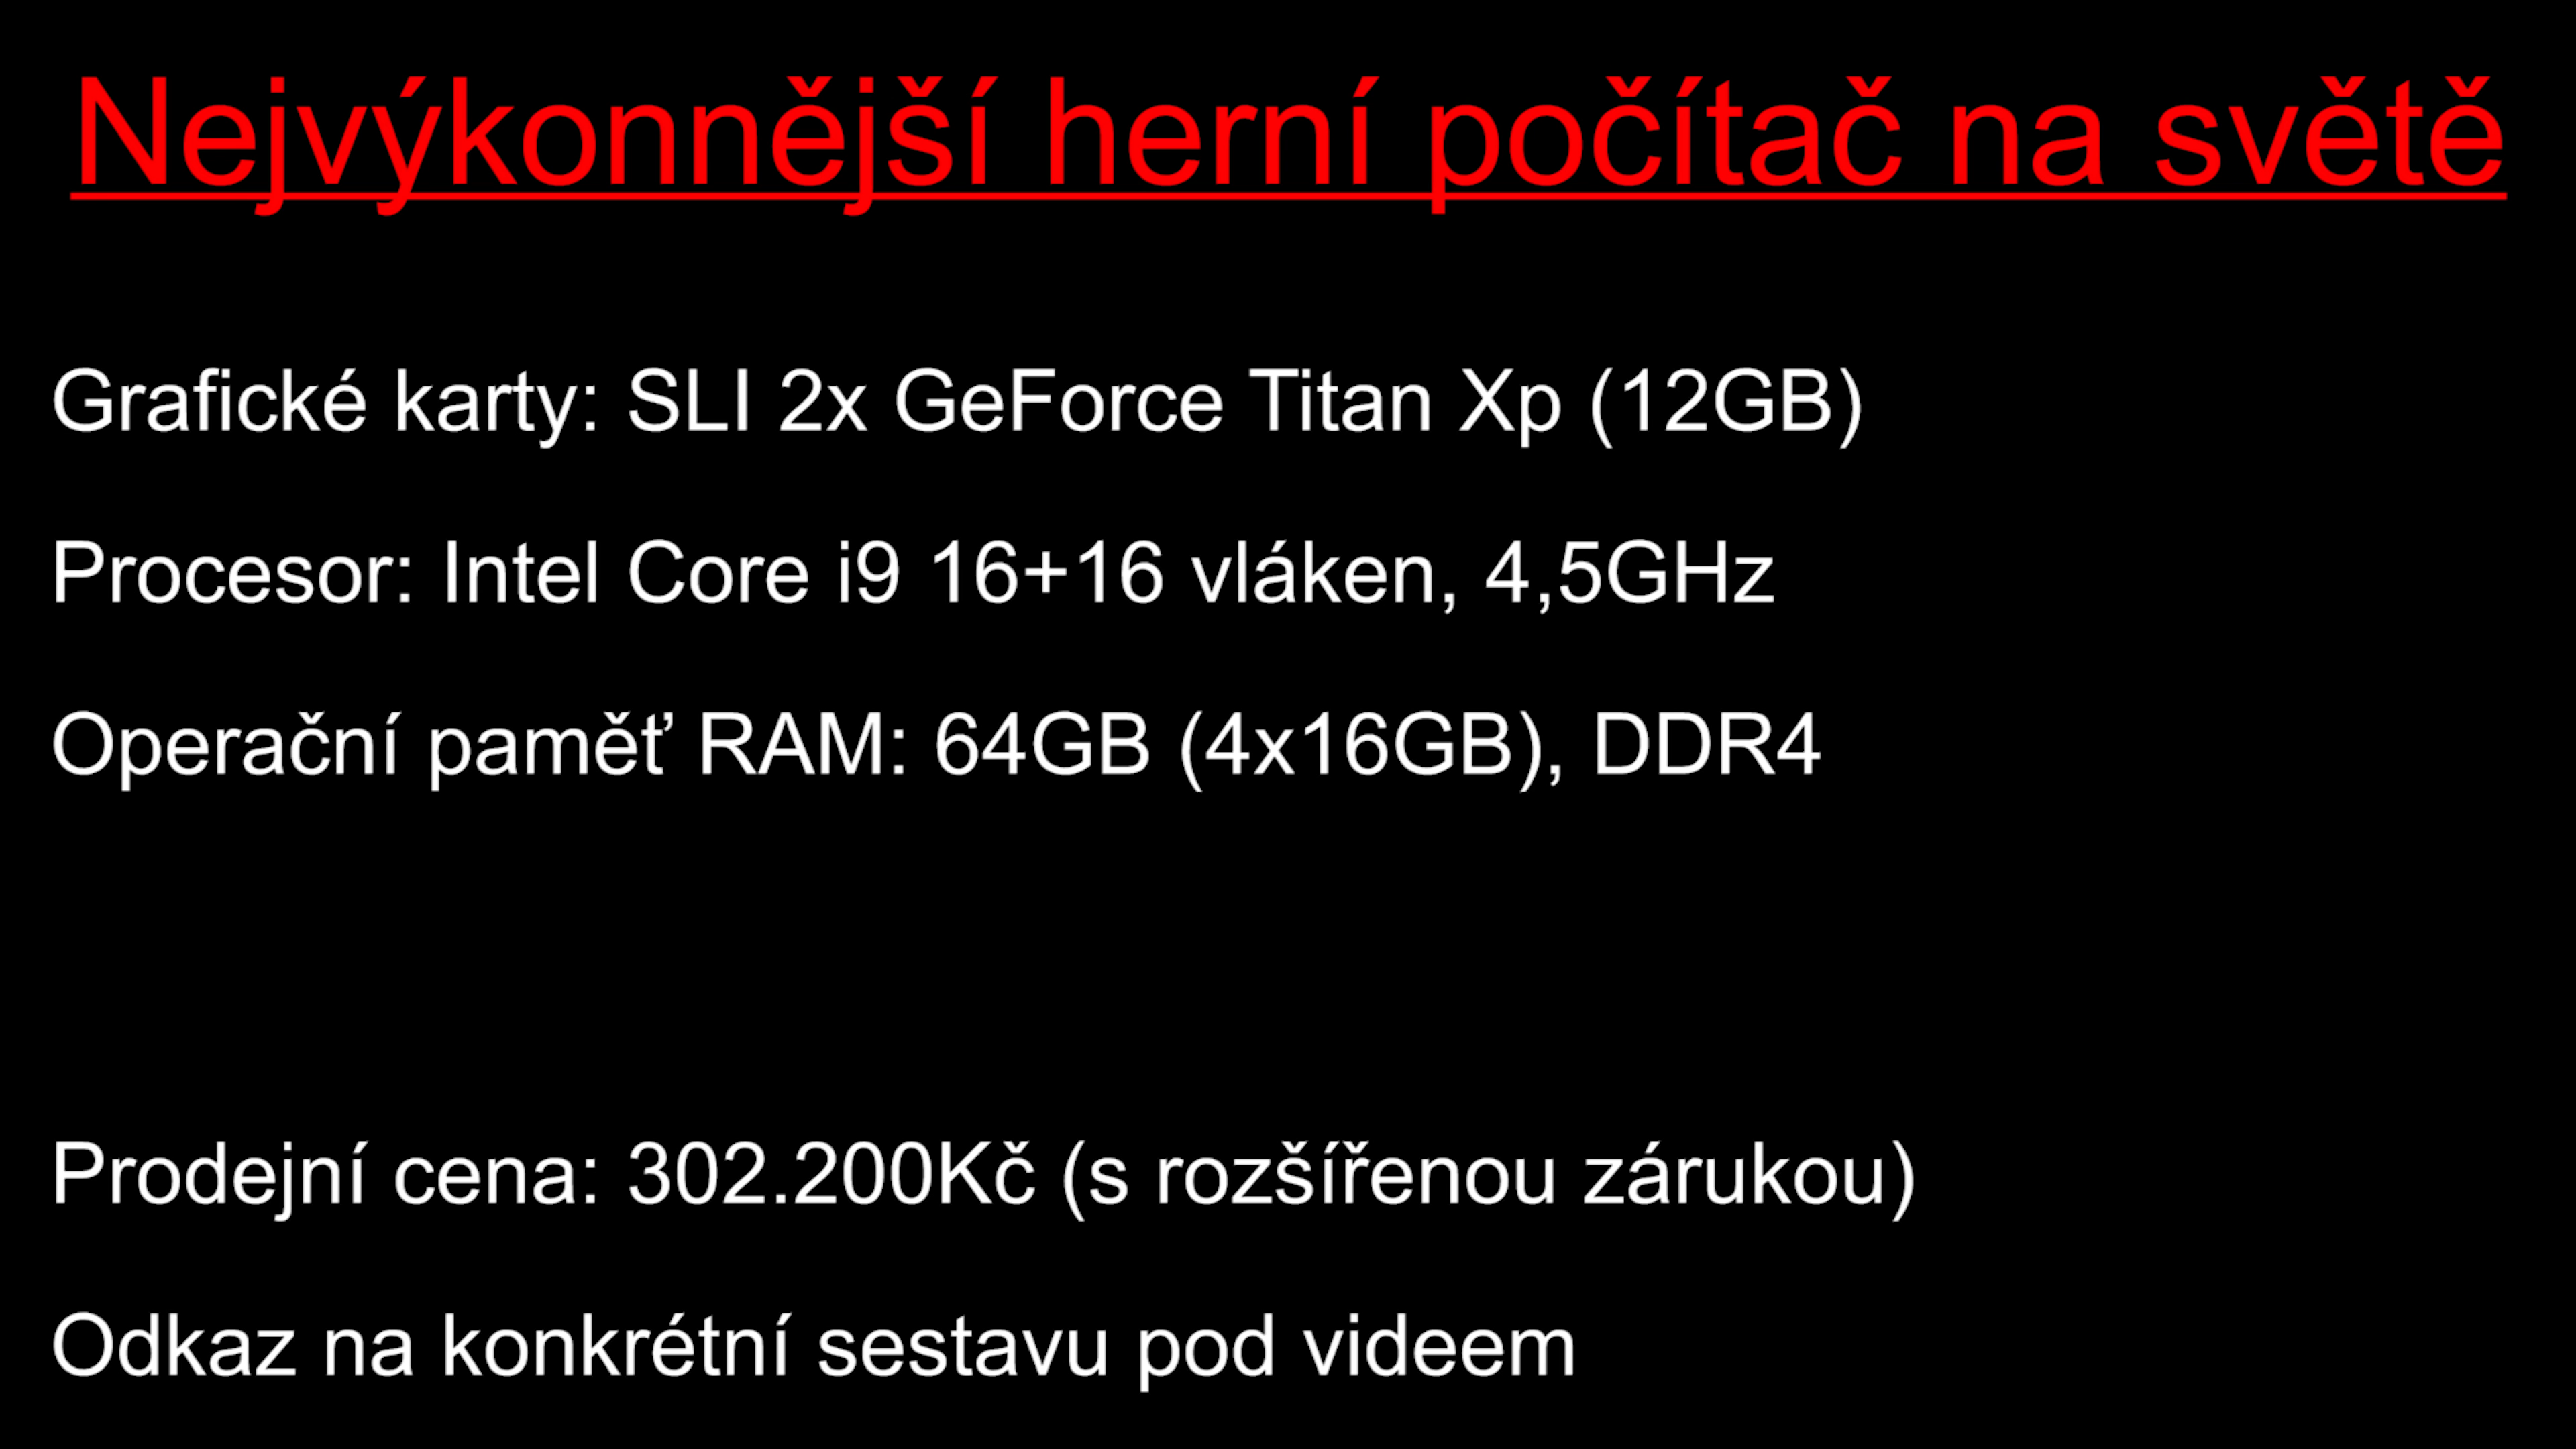 Nejvýkonnější herní počítač na světě
Grafické karty: SLI 2x GeForce Titan Xp (12GB)
Procesor: Intel Core i9 16+16 vláken, 4,5GHz
Operační paměť RAM: 64GB (4x16GB), DDR4
Prodejní cena: 302.200Kč (s rozšířenou zárukou)
Odkaz na konkrétní sestavu pod videem